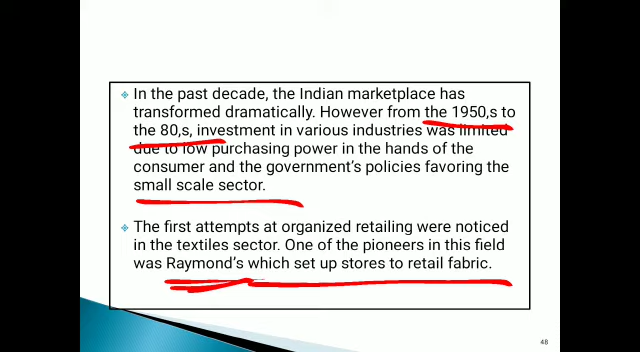 In the past decade, the Indian marketplace has
transformed dramatically. However from the 1950,s to
the 80,s, investment in various industries was limited
due to low purchasing power in the hands of the
consumer and the government's policies favoring the
small scale sector.
The first attempts at organized retailing were noticed
in the textiles sector. One of the pioneers in this field
was Raymond's which set up stores to retail fabric.
48